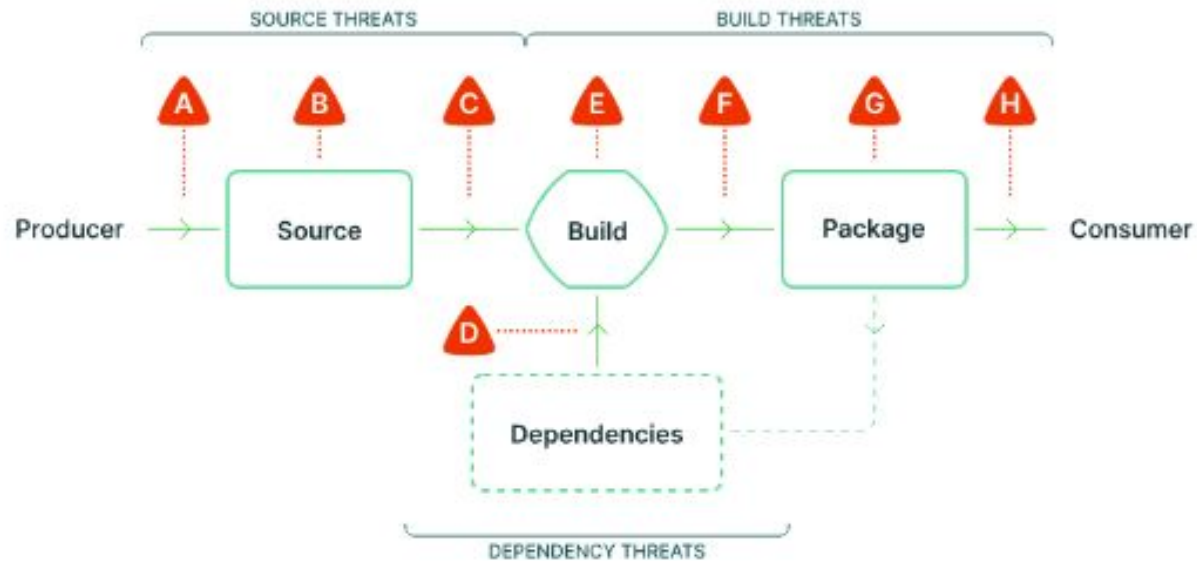 SOURCE THREATS BUILD THREATS
A B C E F G H
Producer Source Build Package Consumer
D
Dependencies
DEPENDENCY THREATS